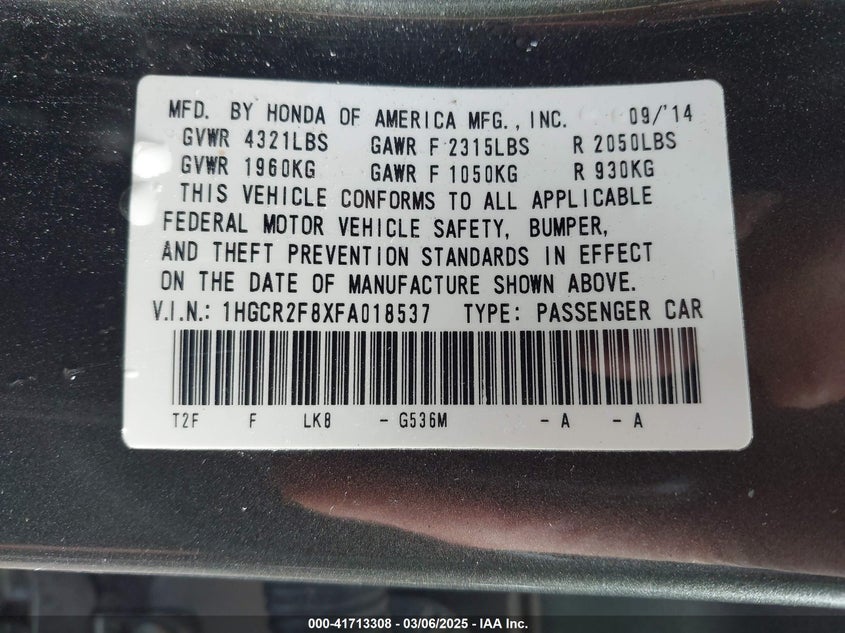 MFD. BY HONDA OF AMERICA MFG., INC. 09/'14
GVWR 4321LBS GAWR F 2315LBS R 2050LBS
GVWR 1960KG GAWR F 1050KG R 930KG
THIS VEHICLE CONFORMS TO ALL APPLICABLE
FEDERAL MOTOR VEHICLE SAFETY, BUMPER,
AND THEFT PREVENTION STANDARDS IN EFFECT
ON THE DATE OF MANUFACTURE SHOWN ABOVE.
V.I.N.: 1HGCR2F8XFA018537 TYPE: PASSENGER CAR
T2F F LK8 - G536M - A - A
000-41713308 - 03/06/2025 - IAA Inc.